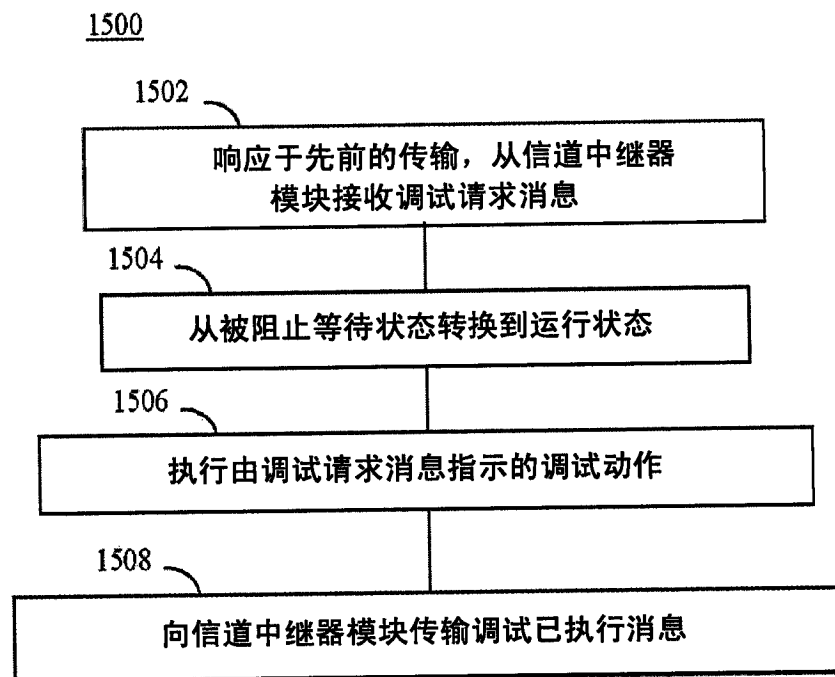 1500
1502
响应于先前的传输，从信道中继器
模块接收调试请求消息
1504
从被阻止等待状态转换到运行状态
1506
执行由调试请求消息指示的调试动作
1508
向信道中继器模块传输调试已执行消息